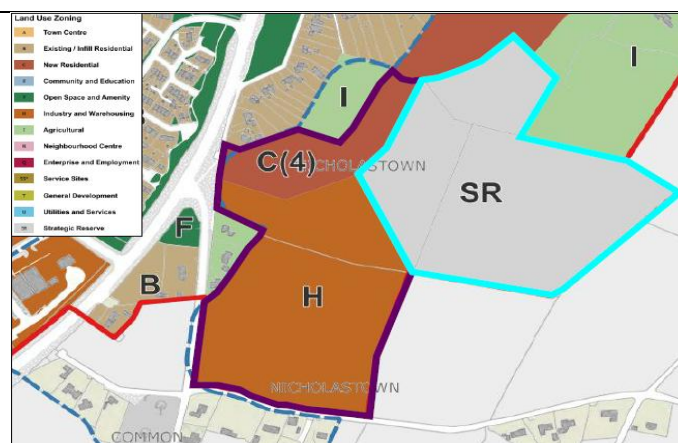 Land Use Zoning
A Town Centre
B Existing / Infill Residential
C New Residential
E Community and Education
F Open Space and Amenity
H Industry and Warehousing
I Agricultural
N Neighbourhood Centre
Enterprise and Employment
Service Sites
T General Development
U Utilities and Services
SR Strategic Reserve
I
I
C(4)
NICHOLASTOWN
SR
F
B
H
NICHOLASTOWN
COMMON